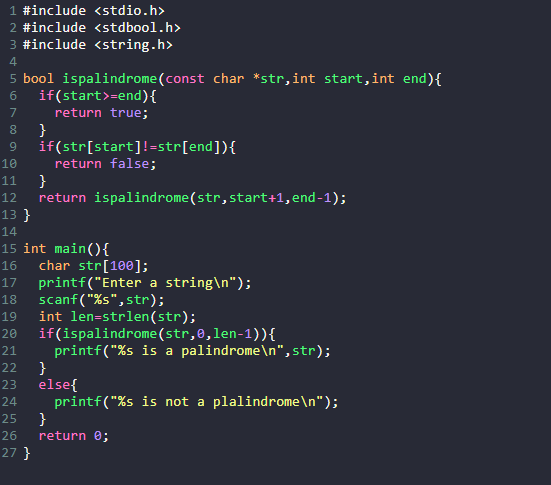 1 #include <stdio.h>
2 #include <stdbool.h>
3 #include <string.h>
4
5 bool ispalindrome(const char *str,int start,int end){
6   if(start>=end){
7     return true;
8   }
9   if(str[start]!=str[end]){
10     return false;
11   }
12   return ispalindrome(str,start+1,end-1);
13 }
14
15 int main(){
16   char str[100];
17   printf("Enter a string\n");
18   scanf("%s",str);
19   int len=strlen(str);
20   if(ispalindrome(str,0,len-1)){
21     printf("%s is a palindrome\n",str);
22   }
23   else{
24     printf("%s is not a plalindrome\n");
25   }
26   return 0;
27 }